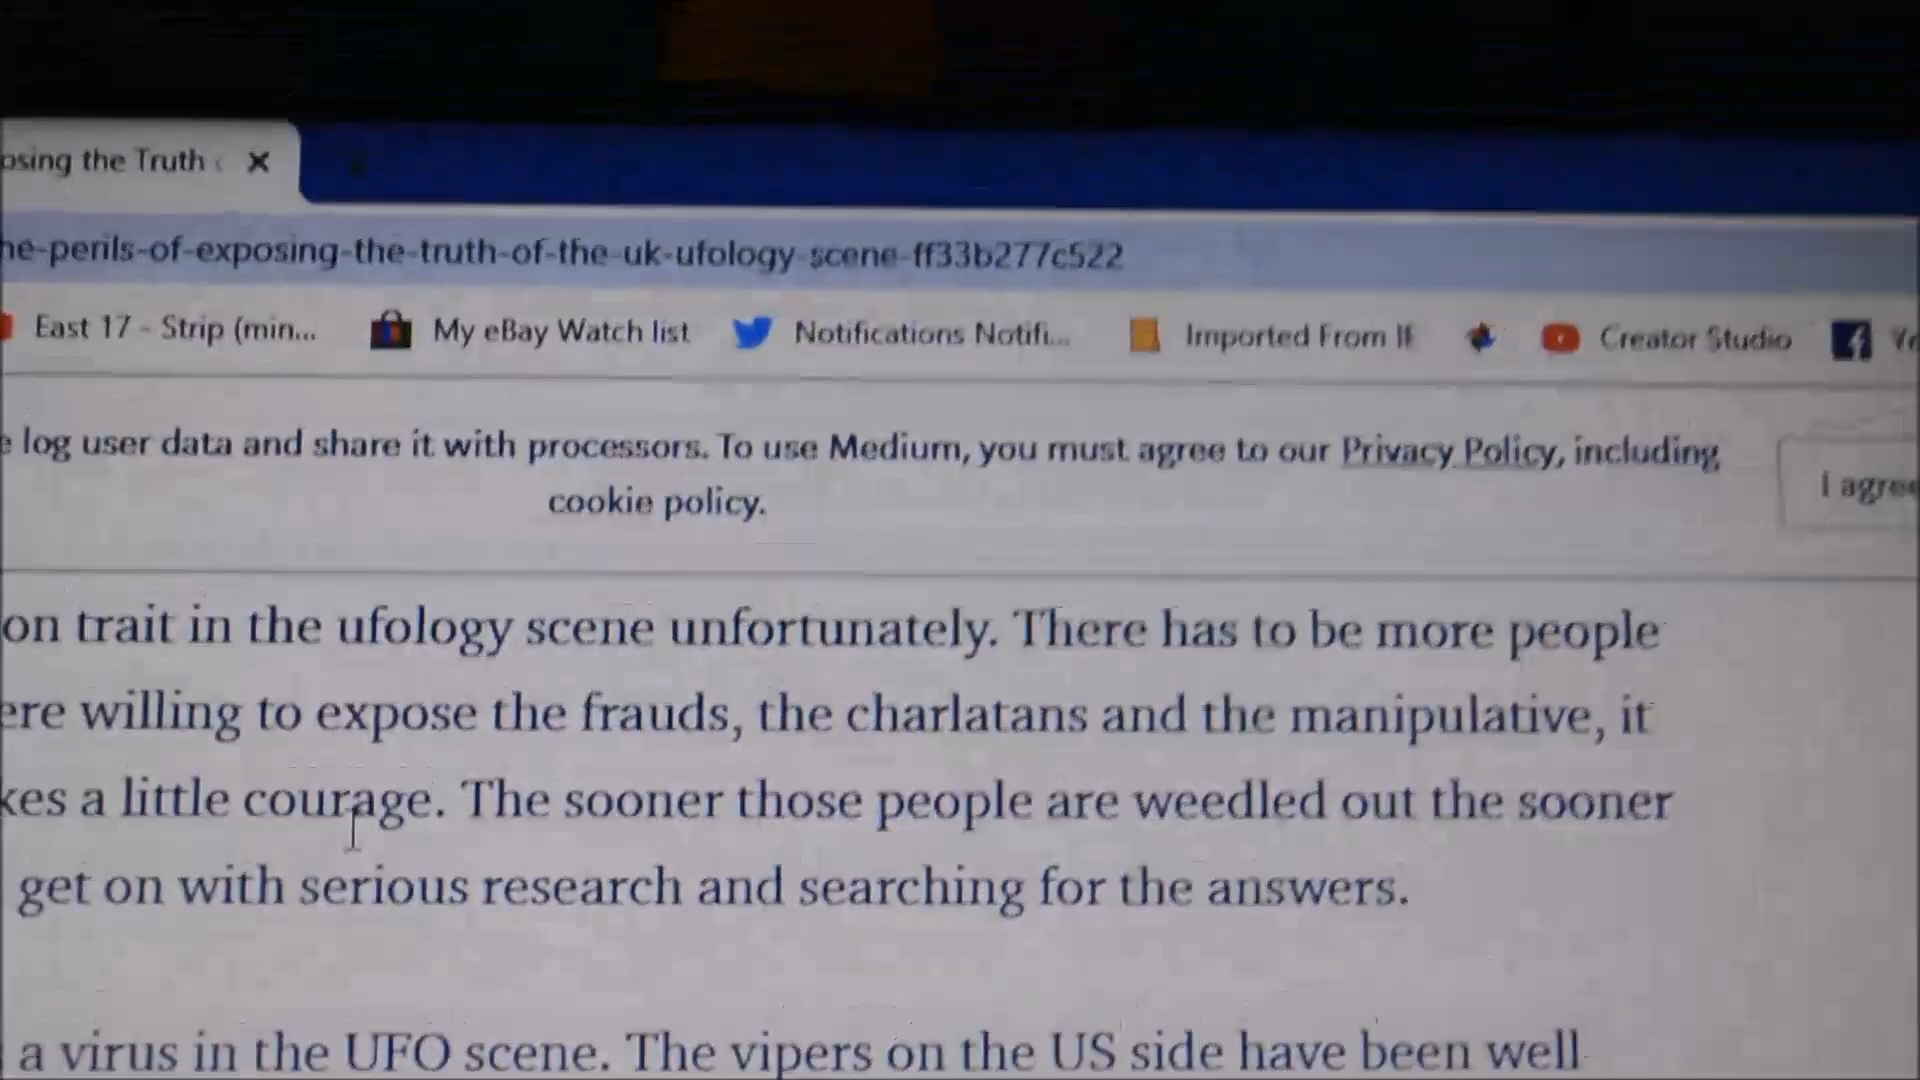 osing the Truth
he-perils-of-exposing-the-truth-of-the-uk-ufology-scene-ff33b277c522
East 17 - Strip (min... My eBay Watch list Notifications Notifi... Imported From IE Creator Studio
e log user data and share it with processors. To use Medium, you must agree to our Privacy Policy, including
cookie policy.
I agree
on trait in the ufology scene unfortunately. There has to be more people
ere willing to expose the frauds, the charlatans and the manipulative, it
kes a little courage. The sooner those people are weedled out the sooner
get on with serious research and searching for the answers.
a virus in the UFO scene. The vipers on the US side have been well